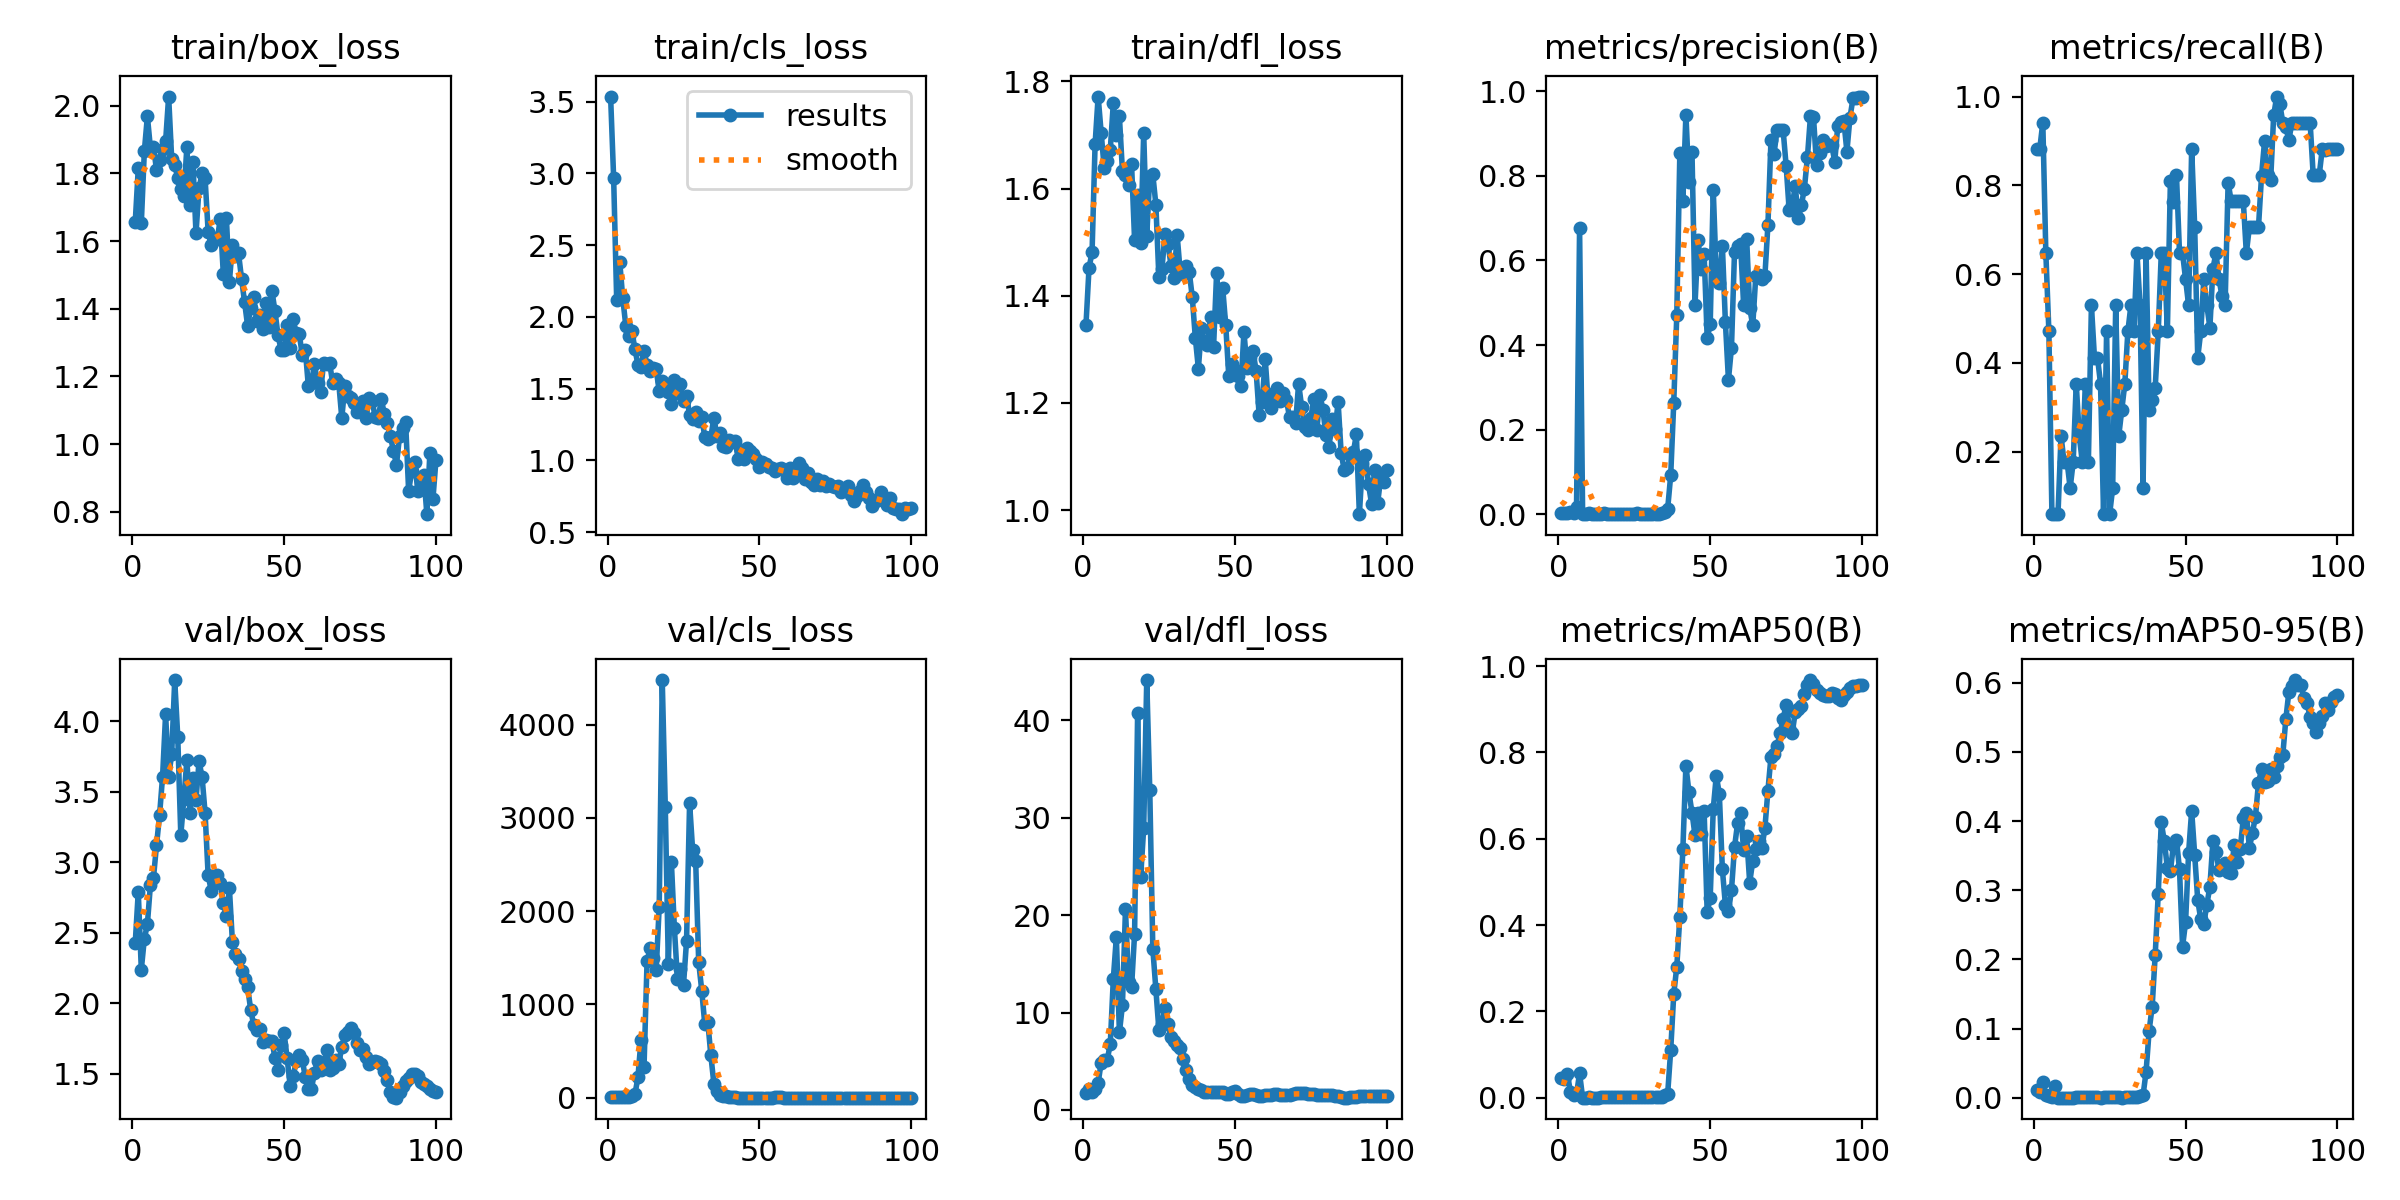 train/box_loss
2.0
1.8
1.6
1.4
1.2
1.0
0.8
0 50 100
train/cls_loss
3.5
3.0
2.5
2.0
1.5
1.0
0.5
0 50 100
results
smooth
train/dfl_loss
1.8
1.6
1.4
1.2
1.0
0 50 100
metrics/precision(B)
1.0
0.8
0.6
0.4
0.2
0.0
0 50 100
metrics/recall(B)
1.0
0.8
0.6
0.4
0.2
0 50 100
val/box_loss
4.0
3.5
3.0
2.5
2.0
1.5
0 50 100
val/cls_loss
4000
3000
2000
1000
0
0 50 100
val/dfl_loss
40
30
20
10
0
0 50 100
metrics/mAP50(B)
1.0
0.8
0.6
0.4
0.2
0.0
0 50 100
metrics/mAP50-95(B)
0.6
0.5
0.4
0.3
0.2
0.1
0.0
0 50 100